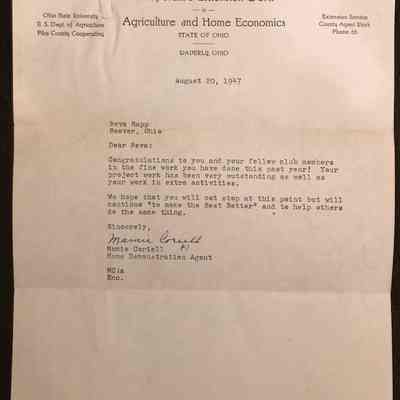 Agriculture and Home Economics
STATE OF OHIO
Ohio State University
U. S. Dept. of Agriculture
Pike County Cooperating
Extension Service
County Agent Work
Phone 65
WAVERLY, OHIO
August 20, 1947
Reva Mapp
Beaver, Ohio
Dear Reva:
Congratulations to you and your fellow club members
in the fine work you have done this past year! Your
project work has been very outstanding as well as
your work in extra activities.
We hope that you will not stop at this point but will
continue "to make the Best Better" and to help others
do the same thing.
Sincerely,
Mamie Coriell
Mamie Coriell
Home Demonstration Agent
MC:s
Enc.